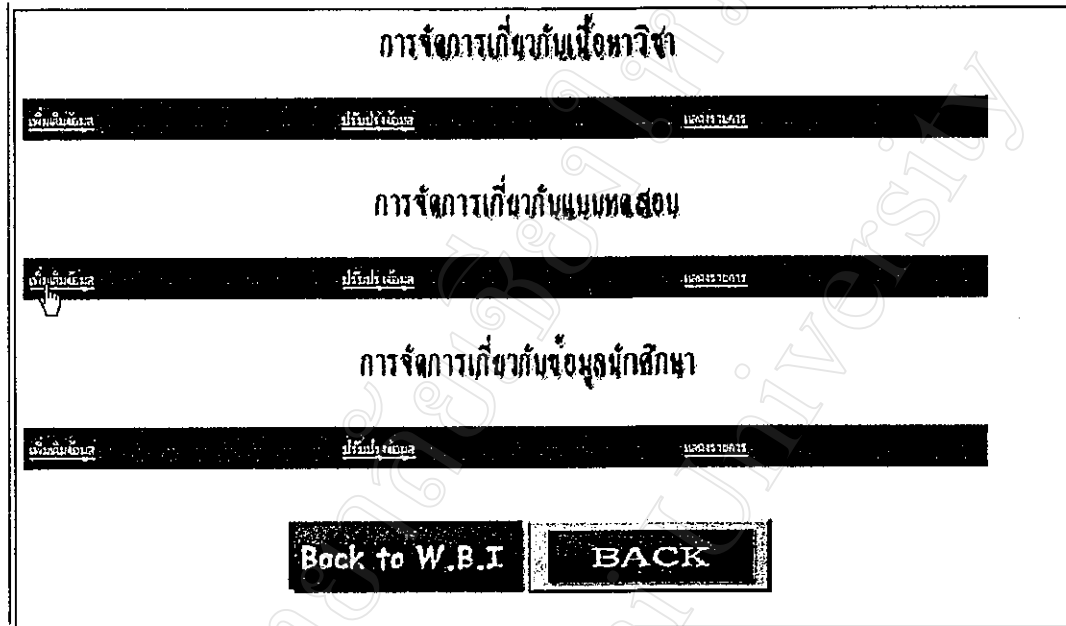 การจัดการเกี่ยวกับเนื้อหาวิชา
เพิ่มเติมข้อมูล ปรับปรุงข้อมูล แสดงรายการ
การจัดการเกี่ยวกับแบบทดสอบ
เพิ่มเติมข้อมูล ปรับปรุงข้อมูล แสดงรายการ
การจัดการเกี่ยวกับข้อมูลนักศึกษา
เพิ่มเติมข้อมูล ปรับปรุงข้อมูล แสดงรายการ
Back to W.B.I BACK
University